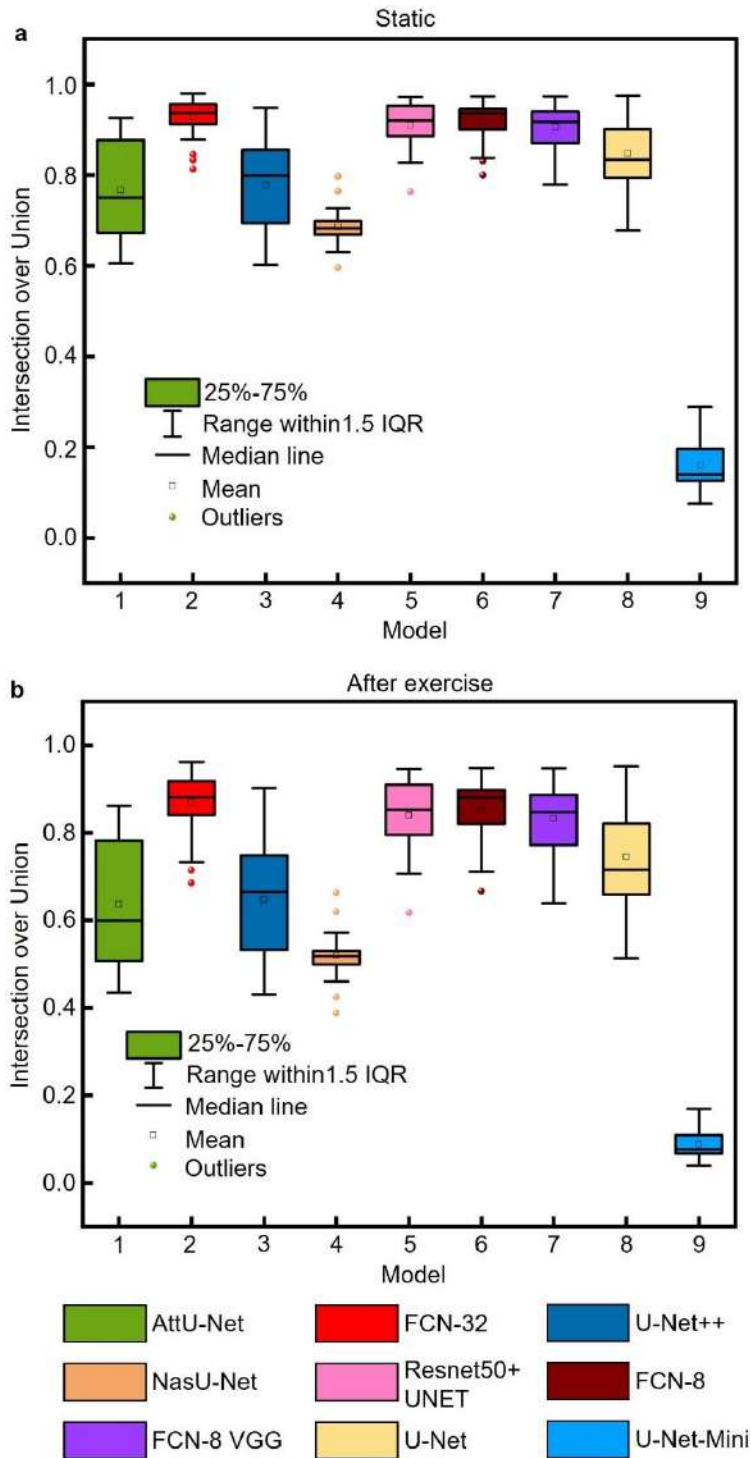 a
Static
Intersection over Union
1.0
0.8
0.6
0.4
0.2
0.0
25%-75%
Range within1.5 IQR
Median line
Mean
Outliers
1 2 3 4 5 6 7 8 9
Model
b
After exercise
Intersection over Union
1.0
0.8
0.6
0.4
0.2
0.0
25%-75%
Range within1.5 IQR
Median line
Mean
Outliers
1 2 3 4 5 6 7 8 9
Model
AttU-Net
FCN-32
U-Net++
NasU-Net
Resnet50+
UNET
FCN-8
FCN-8 VGG
U-Net
U-Net-Mini